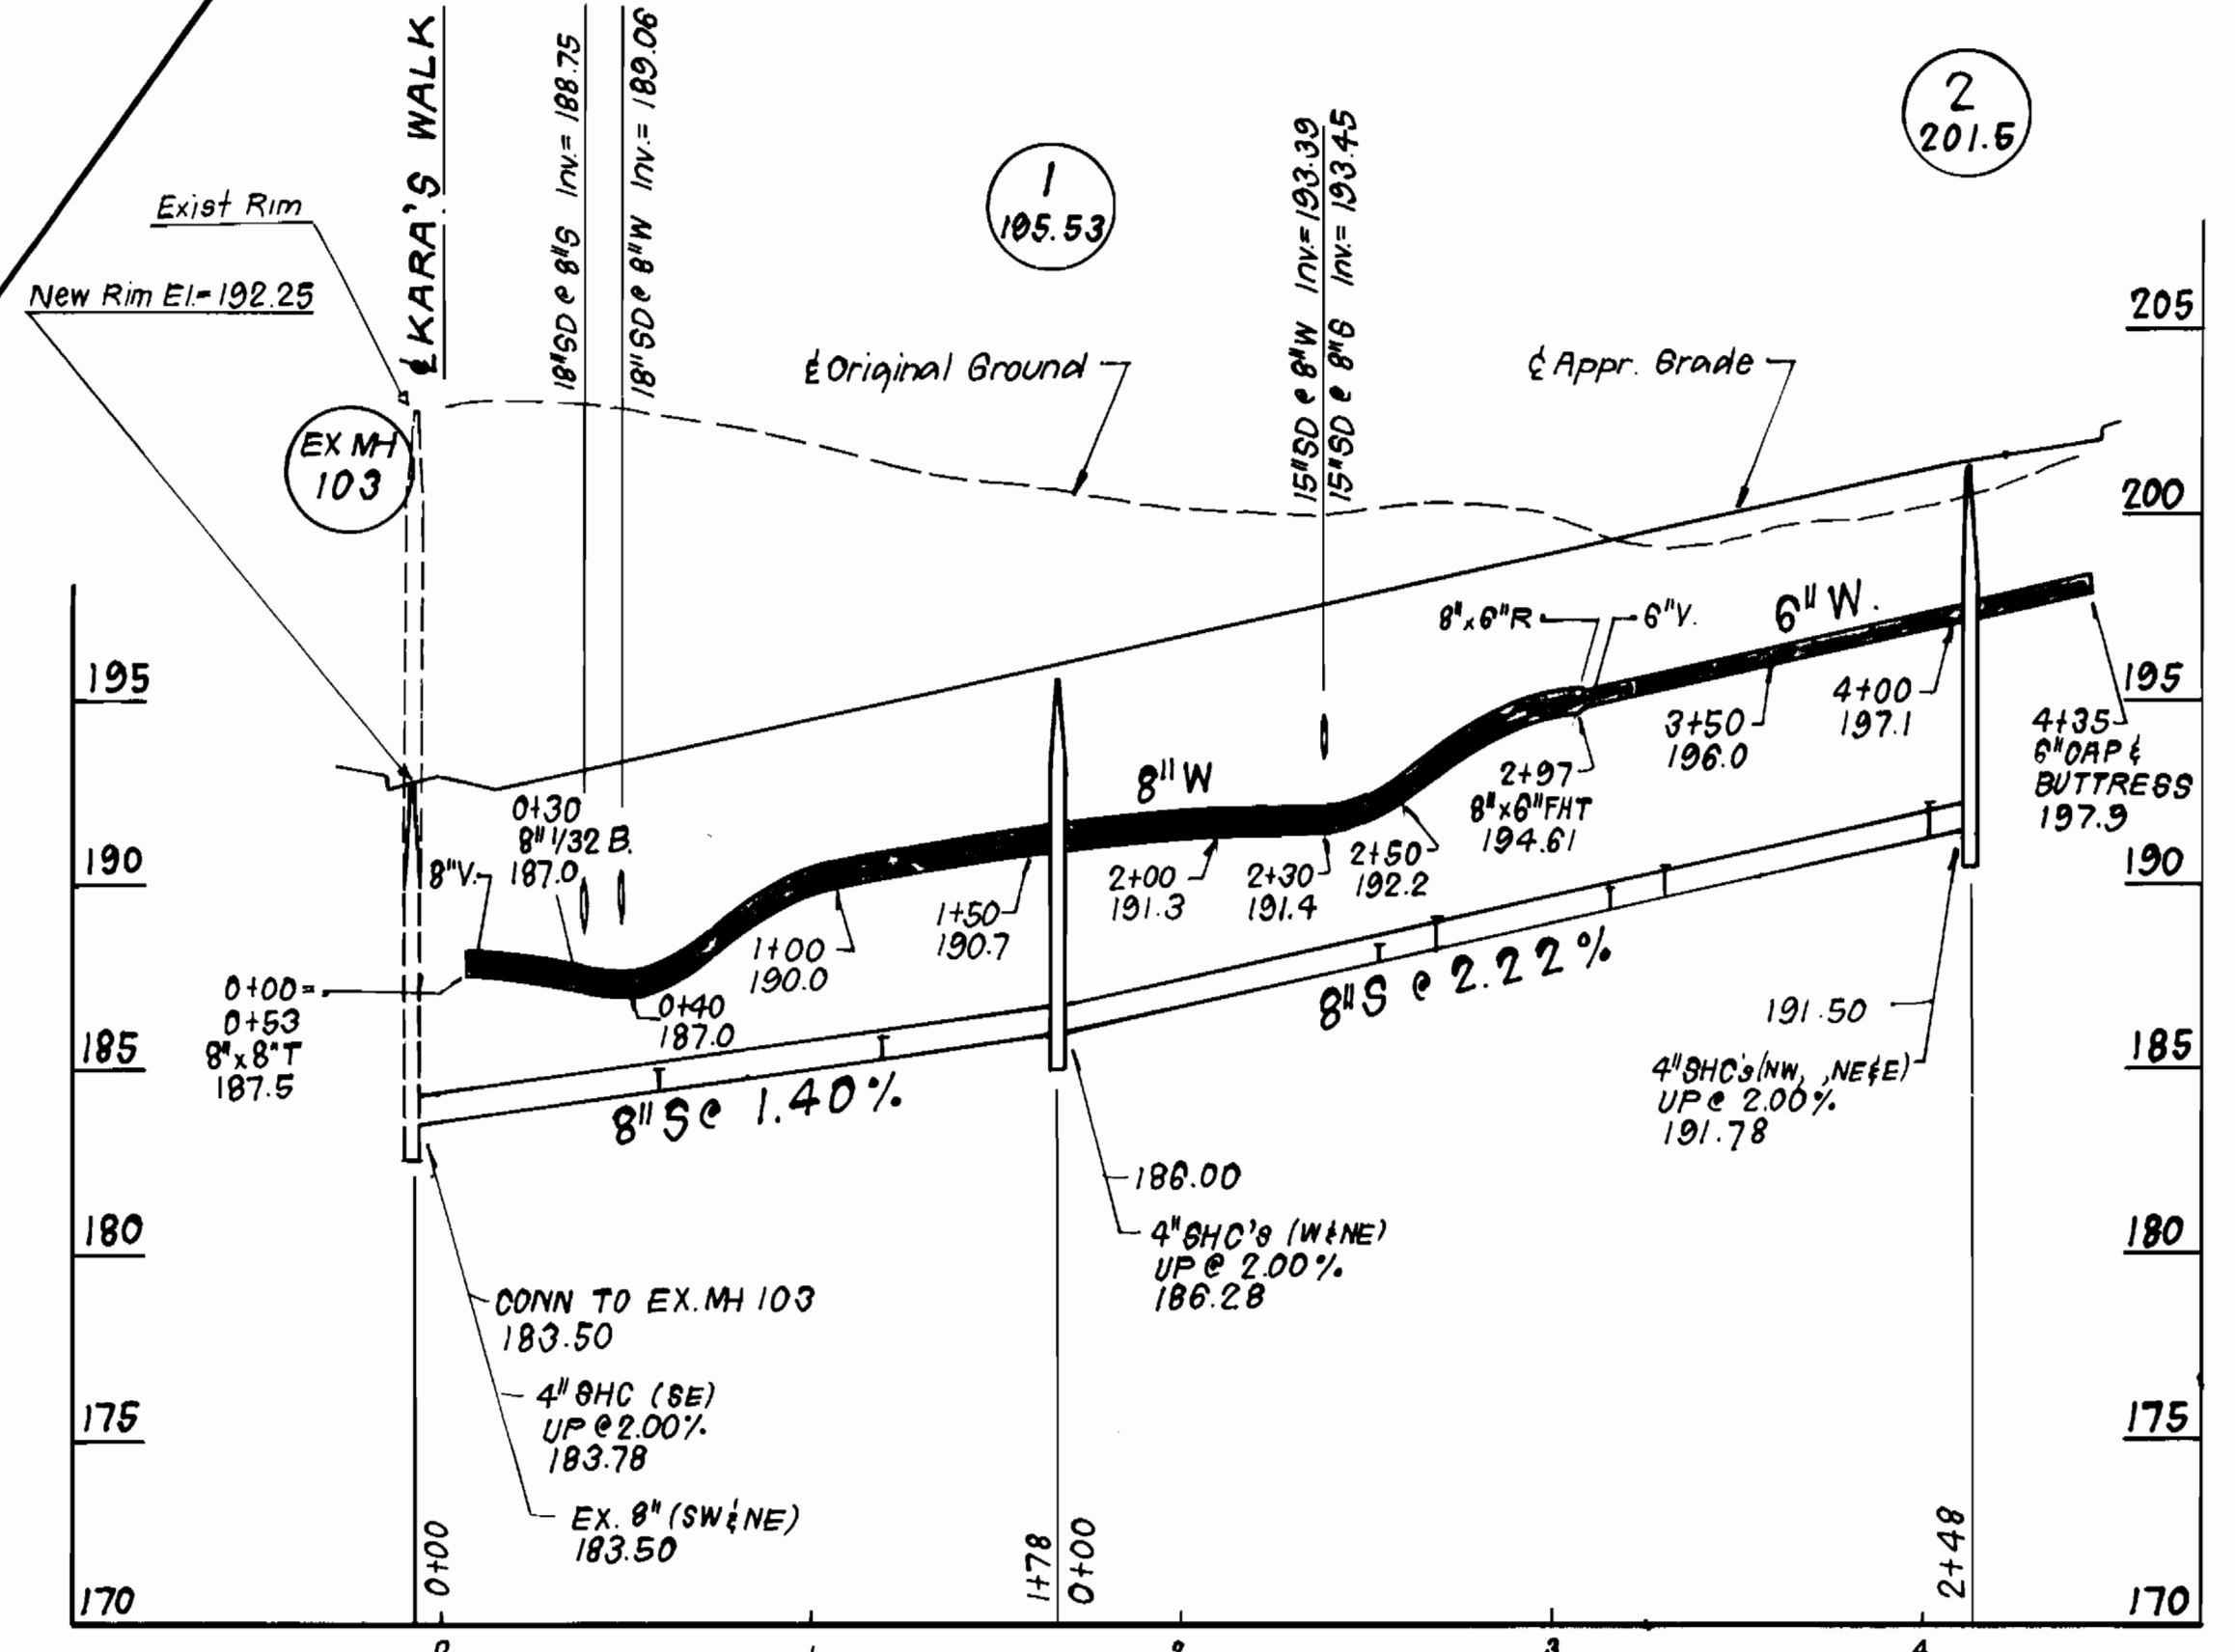 ℄ KARA'S WALK
18"SD @ 8"S Inv.= 188.75
18"SD @ 8"W Inv.= 189.06
15"SD @ 8"W Inv.= 193.39
15"SD @ 8"S Inv.= 193.45
2
201.5
1
195.53
Exist Rim
New Rim El.= 192.25
℄ Original Ground
℄ Appr. Grade
EX MH
103
205
200
195
190
185
180
175
170
195
190
185
180
175
170
8"x6"R
6"V.
6" W.
8" W
4+00
197.1
3+50
196.0
4+35
6" CAP &
BUTTRESS
197.9
2+97
8"x6"FHT
194.61
2+50
192.2
2+30
191.4
2+00
191.3
1+50
190.7
1+00
190.0
0+30
8" 1/32 B.
187.0
8"V.
0+40
187.0
0+00=
0+53
8"x8"T
187.5
8"S @ 1.40%
8"S @ 2.22%
191.50
4"SHC's (NW, NE&E)
UP @ 2.00%
191.78
186.00
4"SHC's (W&NE)
UP @ 2.00%
186.28
CONN TO EX. MH 103
183.50
4" SHC (SE)
UP @ 2.00%
183.78
EX. 8" (SW&NE)
183.50
0+00
1+78
0+00
2+48